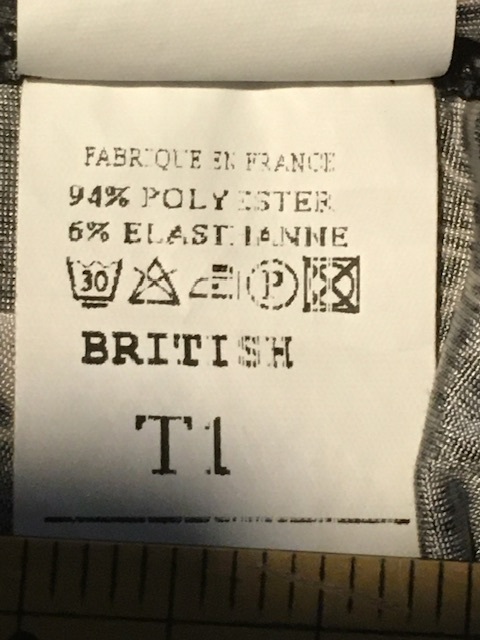 FABRIQUE EN FRANCE
94% POLYESTER
6% ELASTHANNE
30 P
BRITISH
T1